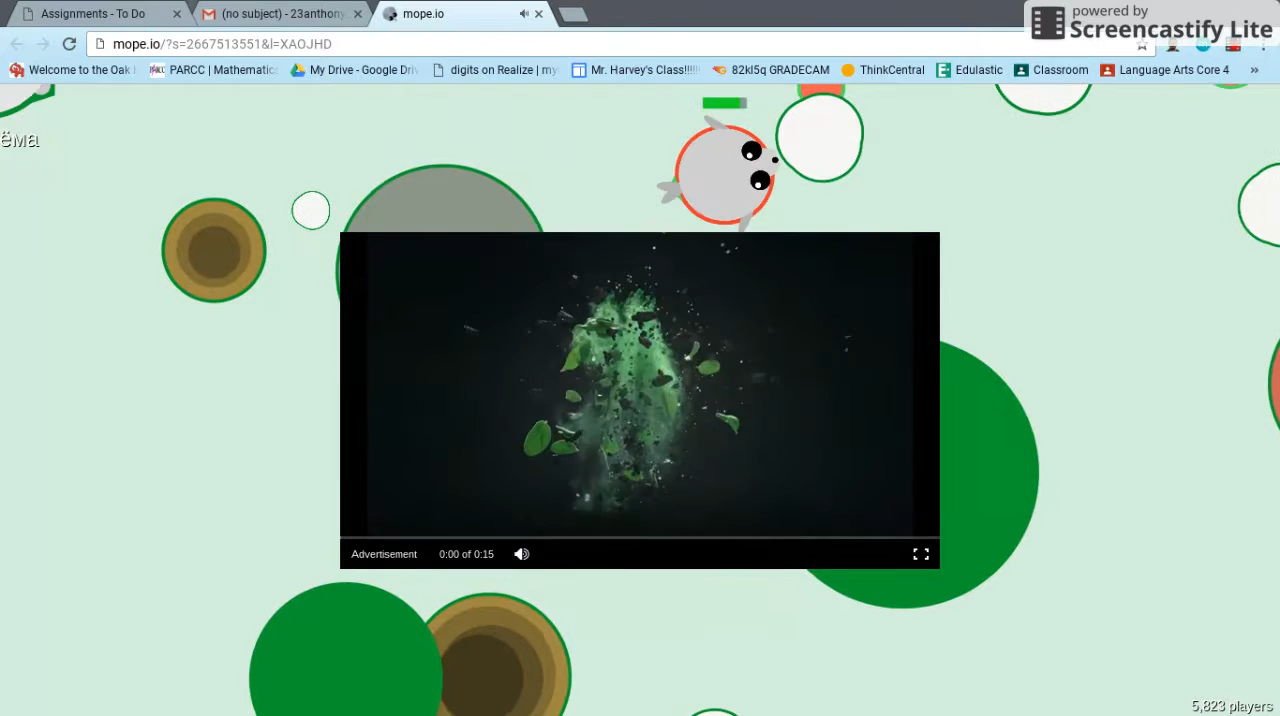 Assignments - To Do
(no subject) - 23anthony
mope.io
powered by
Screencastify Lite
mope.io/?s=2667513551&l=XAOJHD
Welcome to the Oak
PARCC | Mathematic
My Drive - Google Dri
digits on Realize | my
Mr. Harvey's Class!!!!!
82kl5q GRADECAM
ThinkCentral
Edulastic
Classroom
Language Arts Core 4
»
ёма
Advertisement
0:00 of 0:15
5,823 players